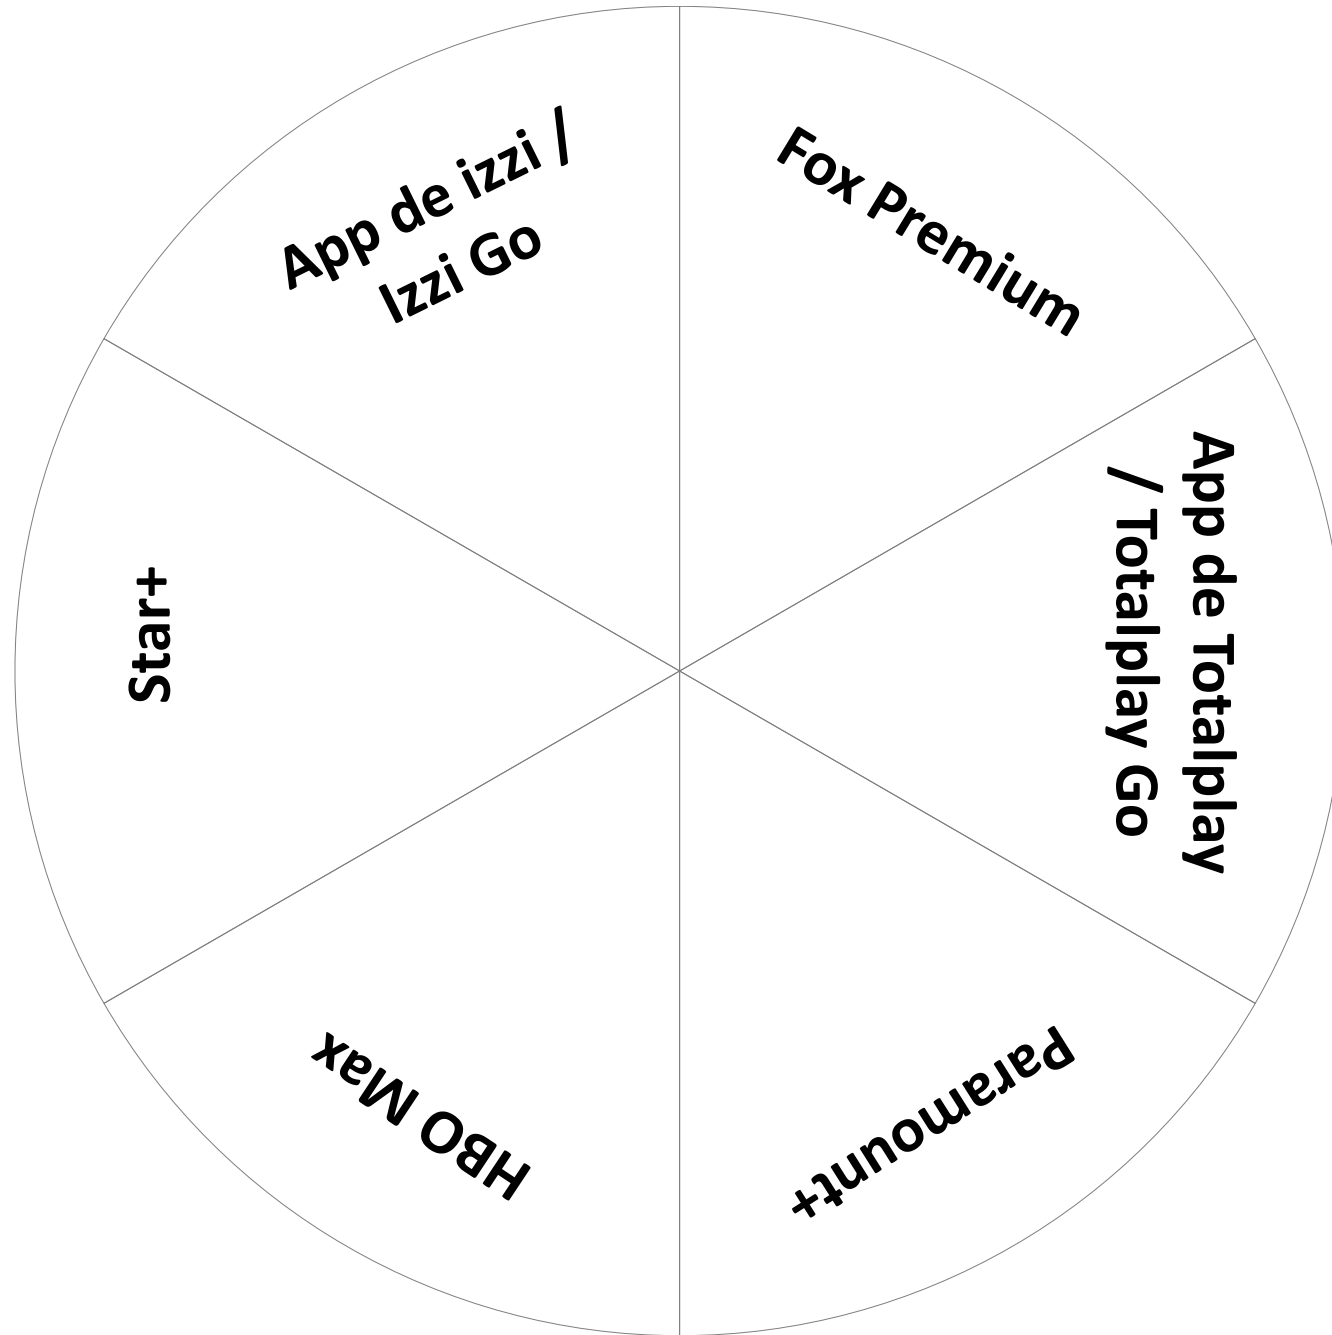 Fox Premium
App de Totalplay
/ Totalplay Go
Paramount+
HBO Max
Star+
App de izzi /
Izzi Go